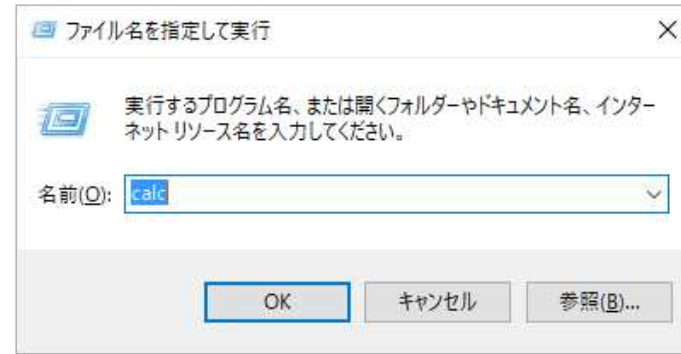 ファイル名を指定して実行
実行するプログラム名、または開くフォルダーやドキュメント名、インター
ネット リソース名を入力してください。
名前(O): calc
OK キャンセル 参照(B)...